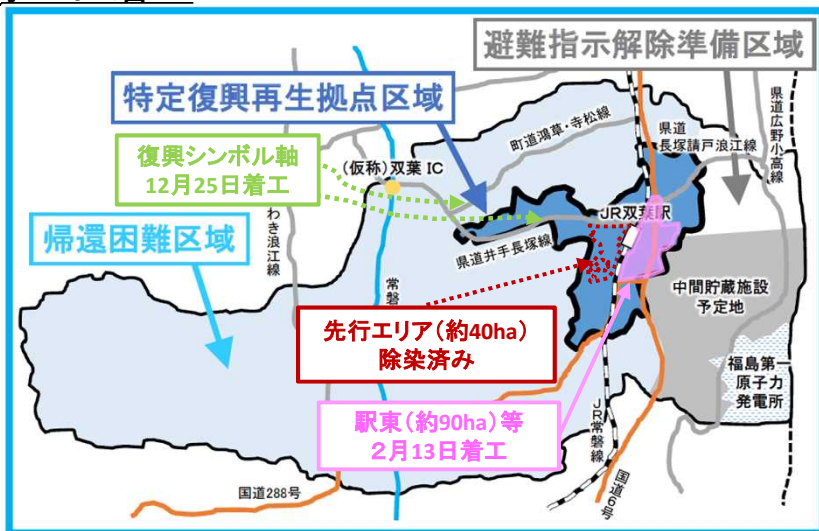 避難指示解除準備区域
特定復興再生拠点区域
復興シンボル軸
12月25日着工
(仮称)双葉 IC
町道鴻草・寺松線
県道
長塚請戸浪江線
県道広野小高線
JR双葉駅
わき浪江線
帰還困難区域
県道井手長塚線
常磐
中間貯蔵施設
予定地
先行エリア(約40ha)
除染済み
福島第一
原子力
発電所
駅東(約90ha)等
2月13日着工
JR常磐線
国道288号
国道6号